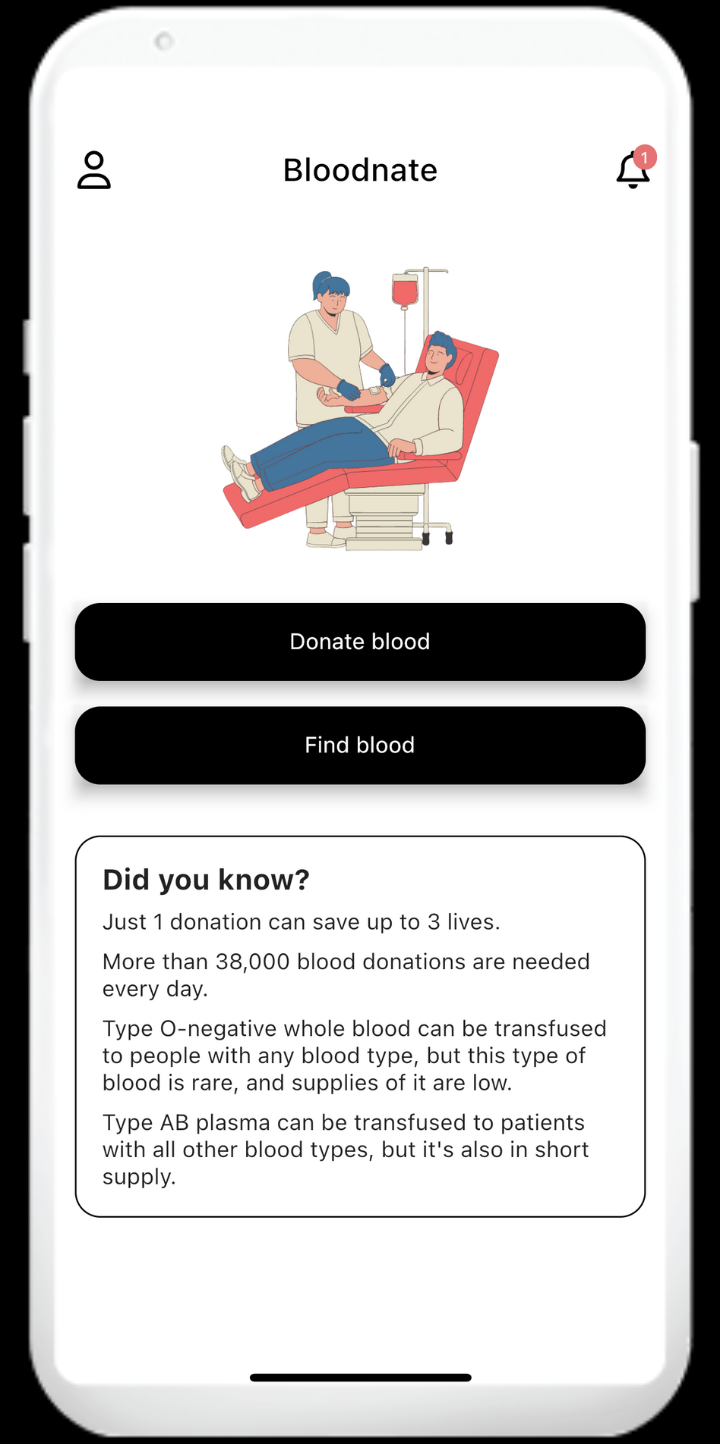 Bloodnate
1
Donate blood
Find blood
Did you know?
Just 1 donation can save up to 3 lives.
More than 38,000 blood donations are needed
every day.
Type O-negative whole blood can be transfused
to people with any blood type, but this type of
blood is rare, and supplies of it are low.
Type AB plasma can be transfused to patients
with all other blood types, but it's also in short
supply.